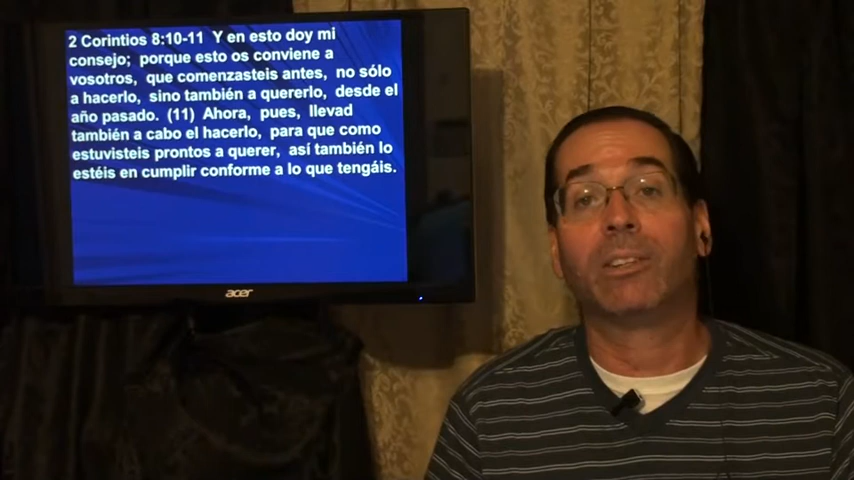 2 Corintios 8:10-11 Y en esto doy mi
consejo; porque esto os conviene a
vosotros, que comenzasteis antes, no sólo
a hacerlo, sino también a quererlo, desde el
año pasado. (11) Ahora, pues, llevad
también a cabo el hacerlo, para que como
estuvisteis prontos a querer, así también lo
estéis en cumplir conforme a lo que tengáis.
acer